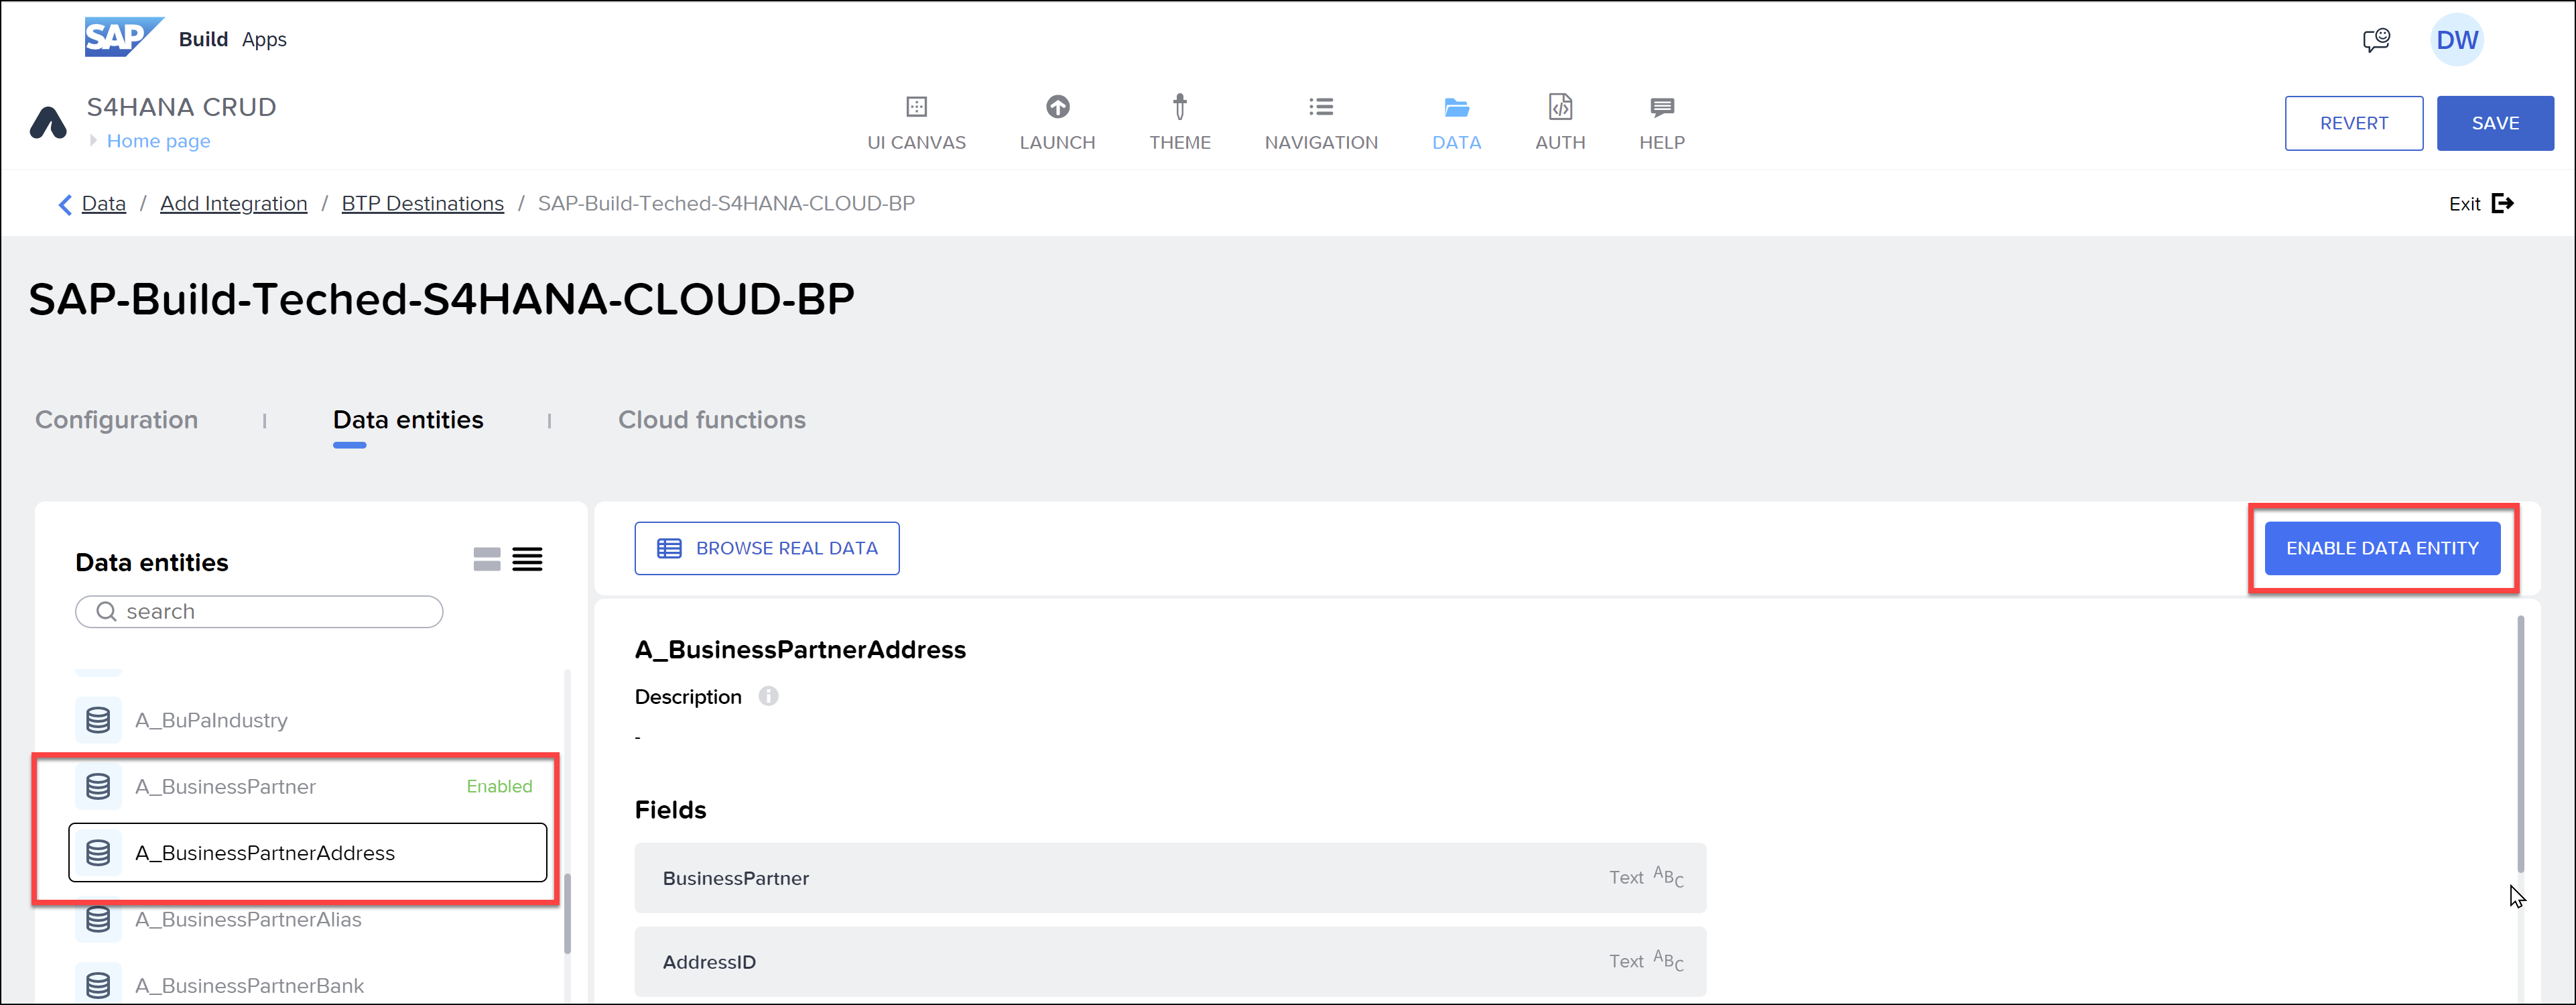 SAP Build Apps
DW
S4HANA CRUD
Home page
UI CANVAS
LAUNCH
THEME
NAVIGATION
DATA
AUTH
HELP
REVERT
SAVE
Data / Add Integration / BTP Destinations / SAP-Build-Teched-S4HANA-CLOUD-BP
Exit
SAP-Build-Teched-S4HANA-CLOUD-BP
Configuration | Data entities | Cloud functions
Data entities
search
A_BuPaIndustry
A_BusinessPartner Enabled
A_BusinessPartnerAddress
A_BusinessPartnerAlias
A_BusinessPartnerBank
BROWSE REAL DATA
ENABLE DATA ENTITY
A_BusinessPartnerAddress
Description
-
Fields
BusinessPartner Text ABC
AddressID Text ABC